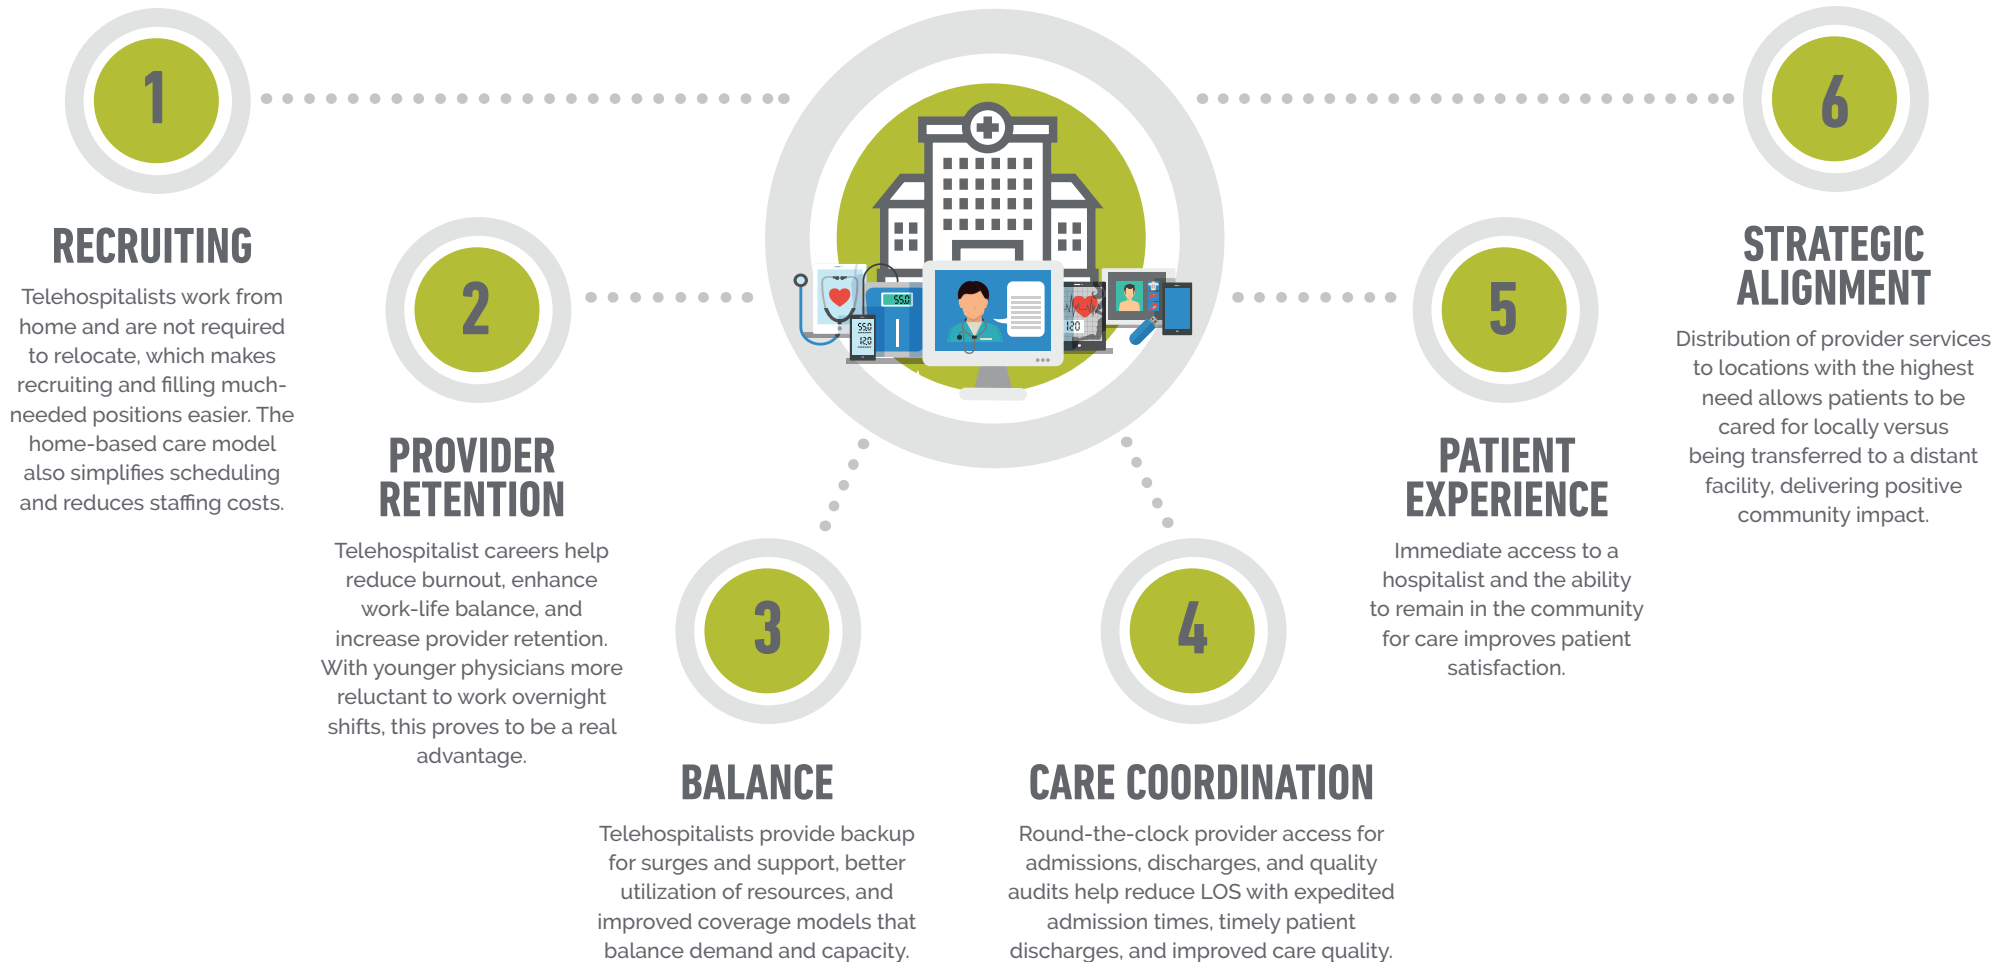 1
RECRUITING
Telehospitalists work from
home and are not required
to relocate, which makes
recruiting and filling much-
needed positions easier. The
home-based care model
also simplifies scheduling
and reduces staffing costs.
2
PROVIDER
RETENTION
Telehospitalist careers help
reduce burnout, enhance
work-life balance, and
increase provider retention.
With younger physicians more
reluctant to work overnight
shifts, this proves to be a real
advantage.
3
BALANCE
Telehospitalists provide backup
for surges and support, better
utilization of resources, and
improved coverage models that
balance demand and capacity.
4
CARE COORDINATION
Round-the-clock provider access for
admissions, discharges, and quality
audits help reduce LOS with expedited
admission times, timely patient
discharges, and improved care quality.
5
PATIENT
EXPERIENCE
Immediate access to a
hospitalist and the ability
to remain in the community
for care improves patient
satisfaction.
6
STRATEGIC
ALIGNMENT
Distribution of provider services
to locations with the highest
need allows patients to be
cared for locally versus
being transferred to a distant
facility, delivering positive
community impact.
55.0
55.0
12.0
120